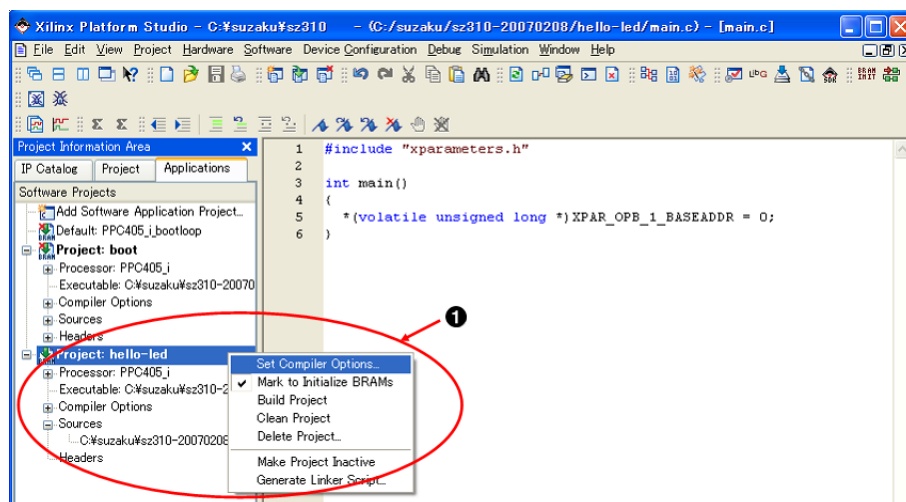 Xilinx Platform Studio - C:¥suzaku¥sz310 - (C:/suzaku/sz310-20070208/hello-led/main.c) - [main.c]
File Edit View Project Hardware Software Device Configuration Debug Simulation Window Help
Project Information Area
IP Catalog Project Applications
Software Projects
Add Software Application Project...
Default: PPC405_i_bootloop
Project: boot
Processor: PPC405_i
Executable: C:¥suzaku¥sz310-20070
Compiler Options
Sources
Headers
Project: hello-led
Processor: PPC405_i
Executable: C:¥suzaku¥sz310-2
Compiler Options
Sources
C:¥suzaku¥sz310-20070208
Headers
1 #include "xparameters.h"
2
3 int main()
4 {
5 *(volatile unsigned long *)XPAR_OPB_1_BASEADDR = 0;
6 }
❶
Set Compiler Options...
Mark to Initialize BRAMs
Build Project
Clean Project
Delete Project...
Make Project Inactive
Generate Linker Script...